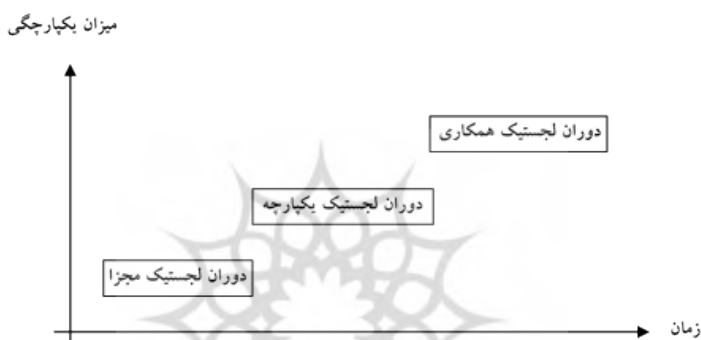 میزان یکپارچگی
دوران لجستیک همکاری
دوران لجستیک یکپارچه
دوران لجستیک مجزا
زمان